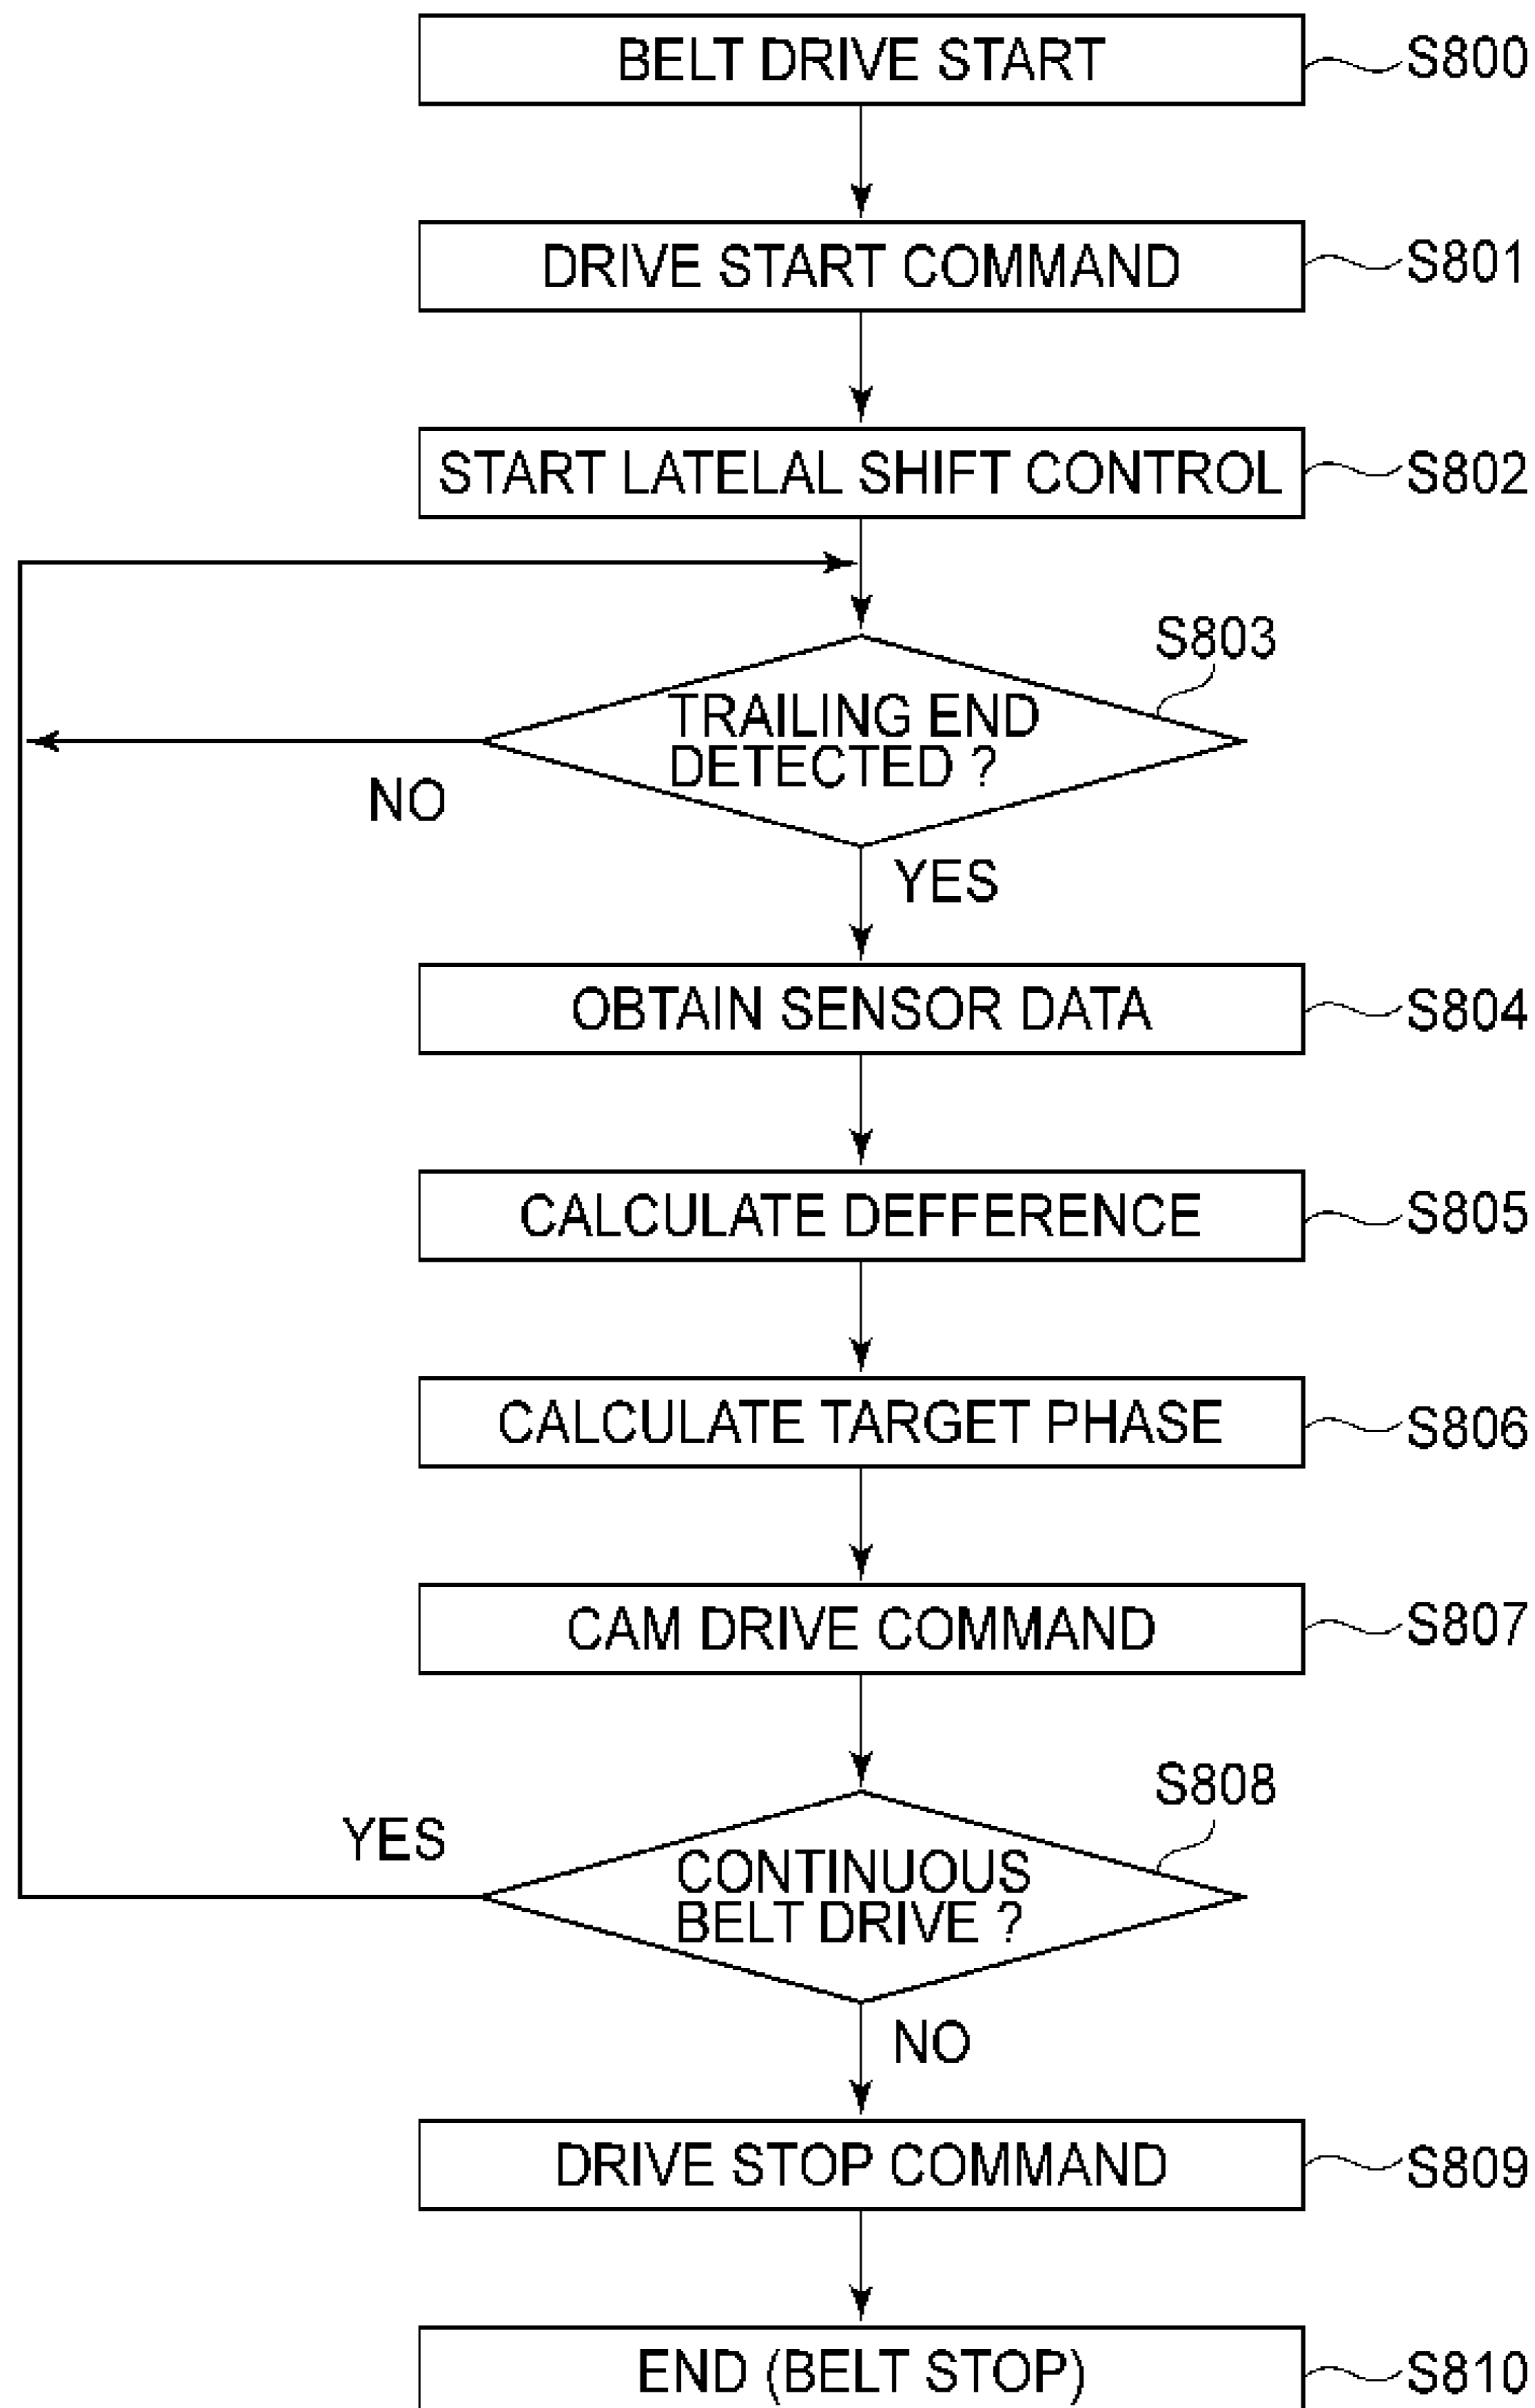 BELT DRIVE START
S800
DRIVE START COMMAND
S801
START LATELAL SHIFT CONTROL
S802
S803
TRAILING END
DETECTED ?
NO
YES
OBTAIN SENSOR DATA
S804
CALCULATE DEFFERENCE
S805
CALCULATE TARGET PHASE
S806
CAM DRIVE COMMAND
S807
S808
YES
CONTINUOUS
BELT DRIVE ?
NO
DRIVE STOP COMMAND
S809
END (BELT STOP)
S810